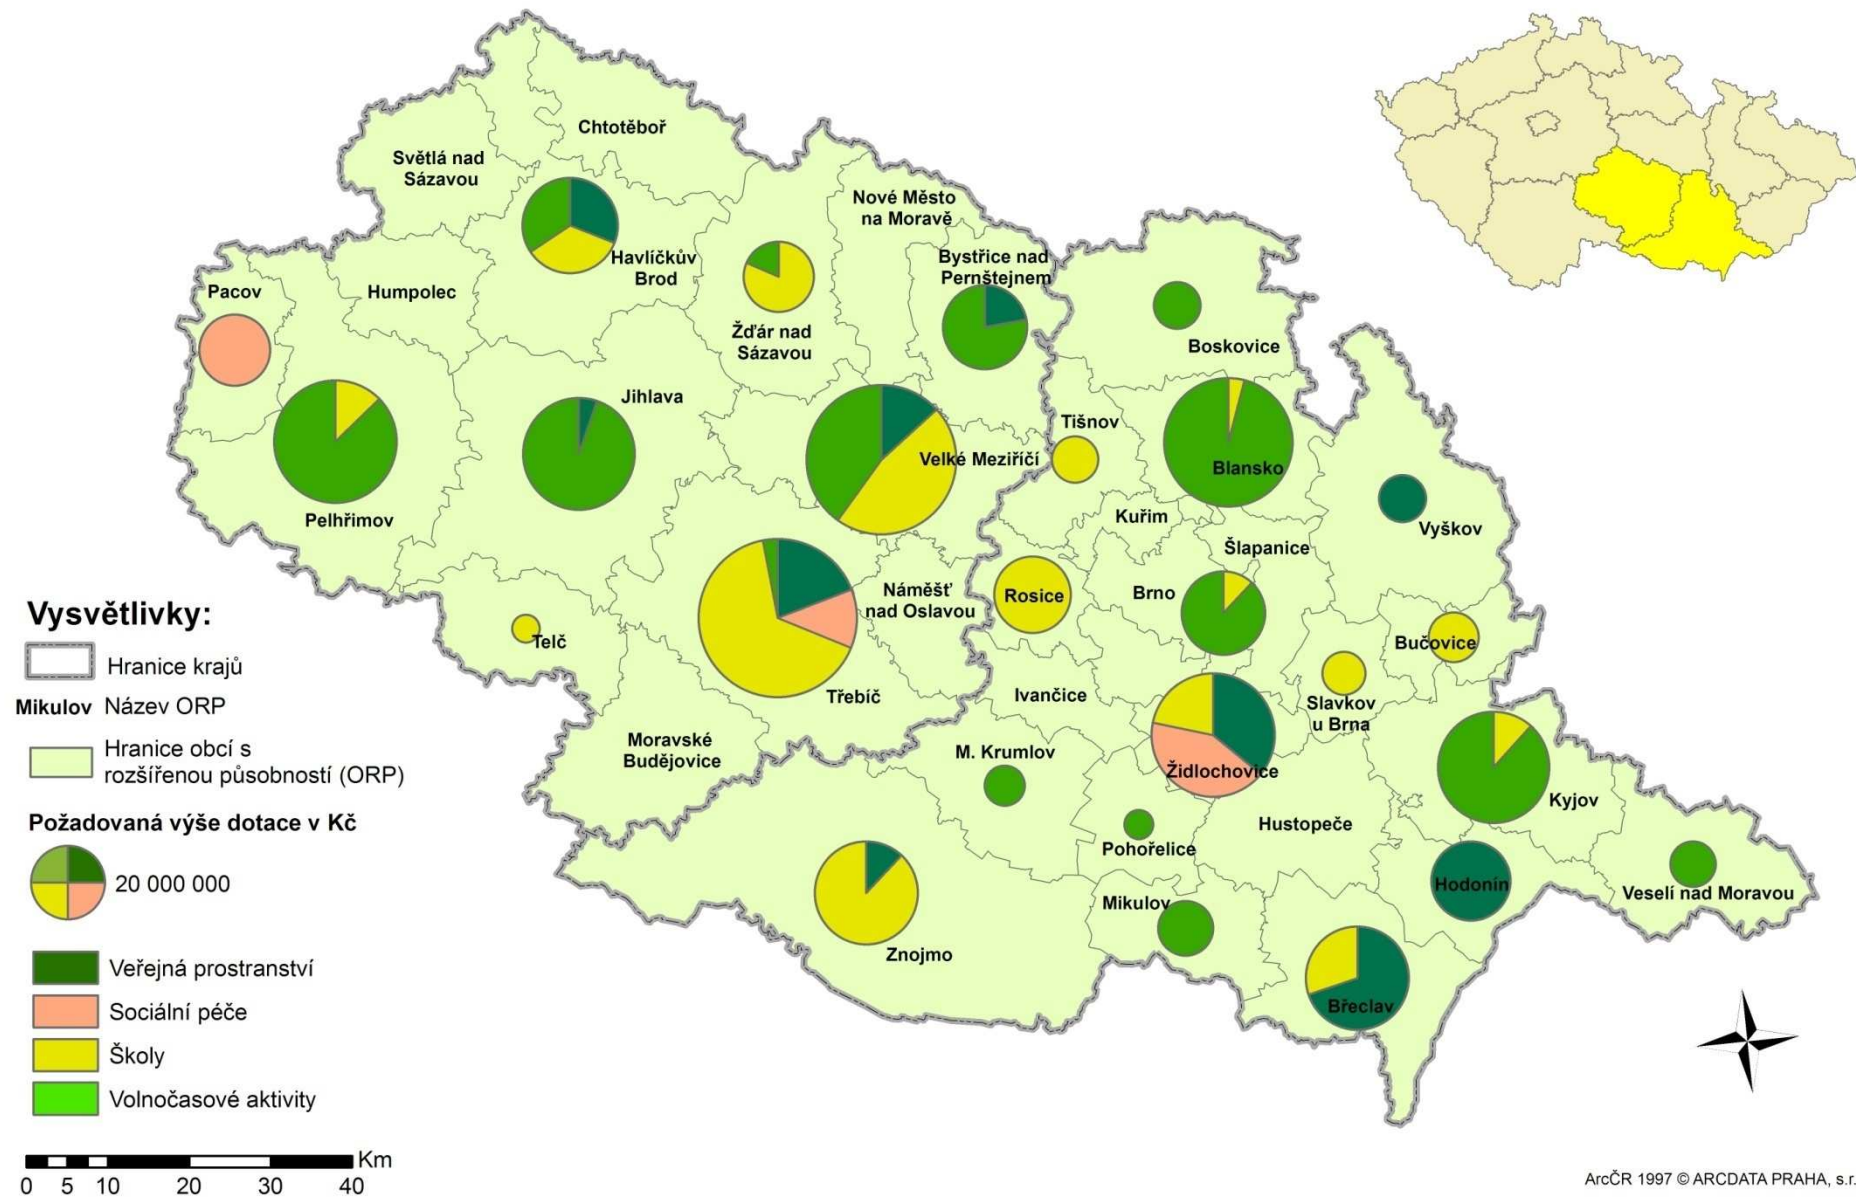 Chtotěboř
Světlá nad
Sázavou
Nové Město
na Moravě
Havlíčkův
Brod
Bystřice nad
Pernštejnem
Pacov
Humpolec
Žďár nad
Sázavou
Boskovice
Jihlava
Tišnov
Velké Meziříčí
Blansko
Pelhřimov
Kuřim
Vyškov
Šlapanice
Náměšť
nad Oslavou
Rosice
Brno
Telč
Bučovice
Třebíč
Ivančice
Slavkov
u Brna
Moravské
Budějovice
M. Krumlov
Židlochovice
Kyjov
Hustopeče
Pohořelice
Hodonín
Veselí nad Moravou
Mikulov
Znojmo
Břeclav
Vysvětlivky:
Hranice krajů
Mikulov Název ORP
Hranice obcí s
rozšířenou působností (ORP)
Požadovaná výše dotace v Kč
20 000 000
Veřejná prostranství
Sociální péče
Školy
Volnočasové aktivity
Km
0 5 10 20 30 40
ArcČR 1997 © ARCDATA PRAHA, s.r.